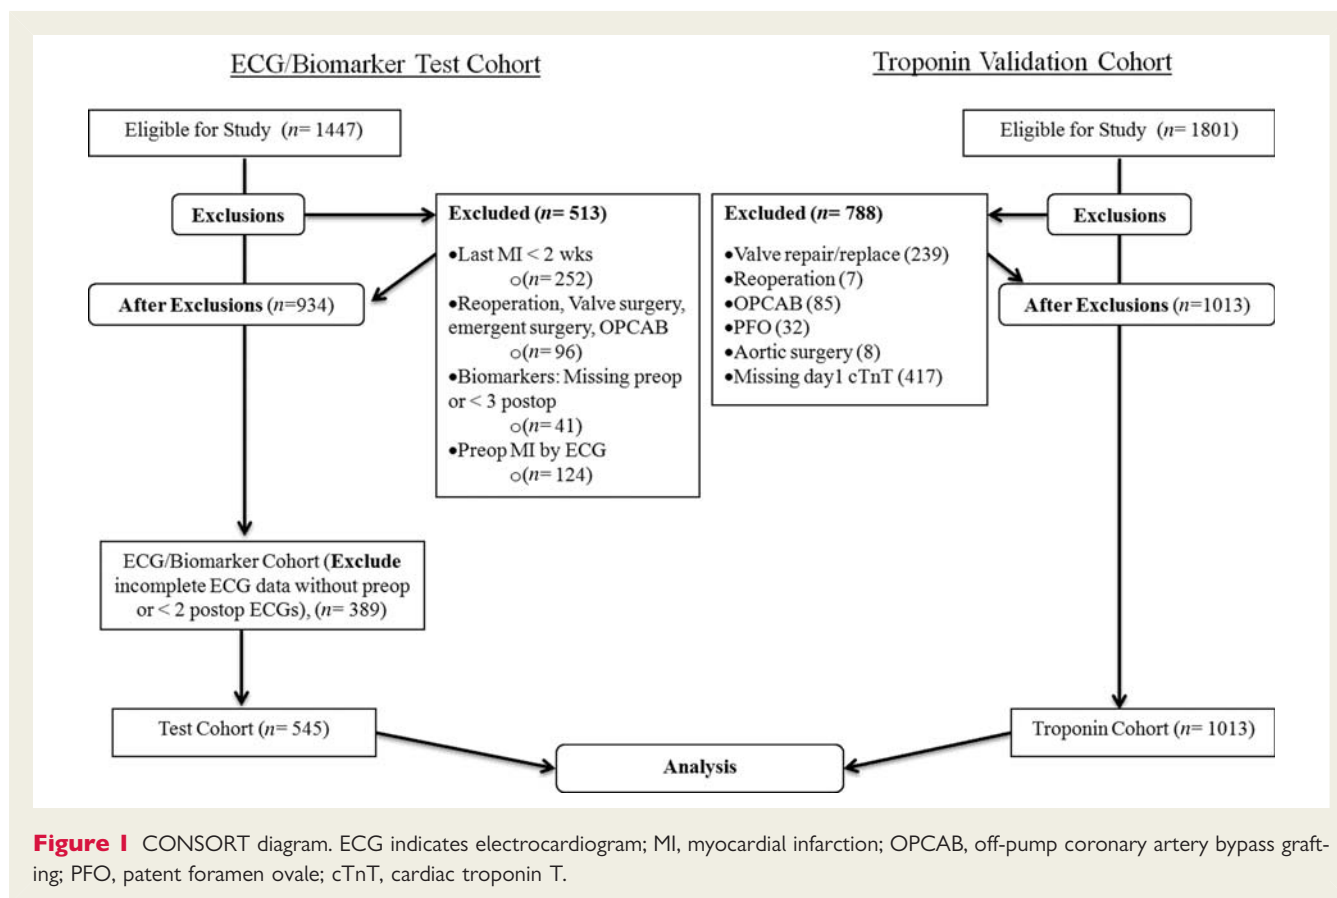 ECG/Biomarker Test Cohort
Eligible for Study (n= 1447)
Exclusions
Excluded (n= 513)
•Last MI < 2 wks
o(n= 252)
•Reoperation, Valve surgery,
emergent surgery, OPCAB
o(n= 96)
•Biomarkers: Missing preop
or < 3 postop
o(n= 41)
•Preop MI by ECG
o(n= 124)
After Exclusions (n=934)
ECG/Biomarker Cohort (Exclude
incomplete ECG data without preop
or < 2 postop ECGs), (n= 389)
Test Cohort (n= 545)
Troponin Validation Cohort
Eligible for Study (n= 1801)
Exclusions
Excluded (n= 788)
•Valve repair/replace (239)
•Reoperation (7)
•OPCAB (85)
•PFO (32)
•Aortic surgery (8)
•Missing day1 cTnT (417)
After Exclusions (n=1013)
Troponin Cohort (n= 1013)
Analysis
Figure 1 CONSORT diagram. ECG indicates electrocardiogram; MI, myocardial infarction; OPCAB, off-pump coronary artery bypass graft-
ing; PFO, patent foramen ovale; cTnT, cardiac troponin T.